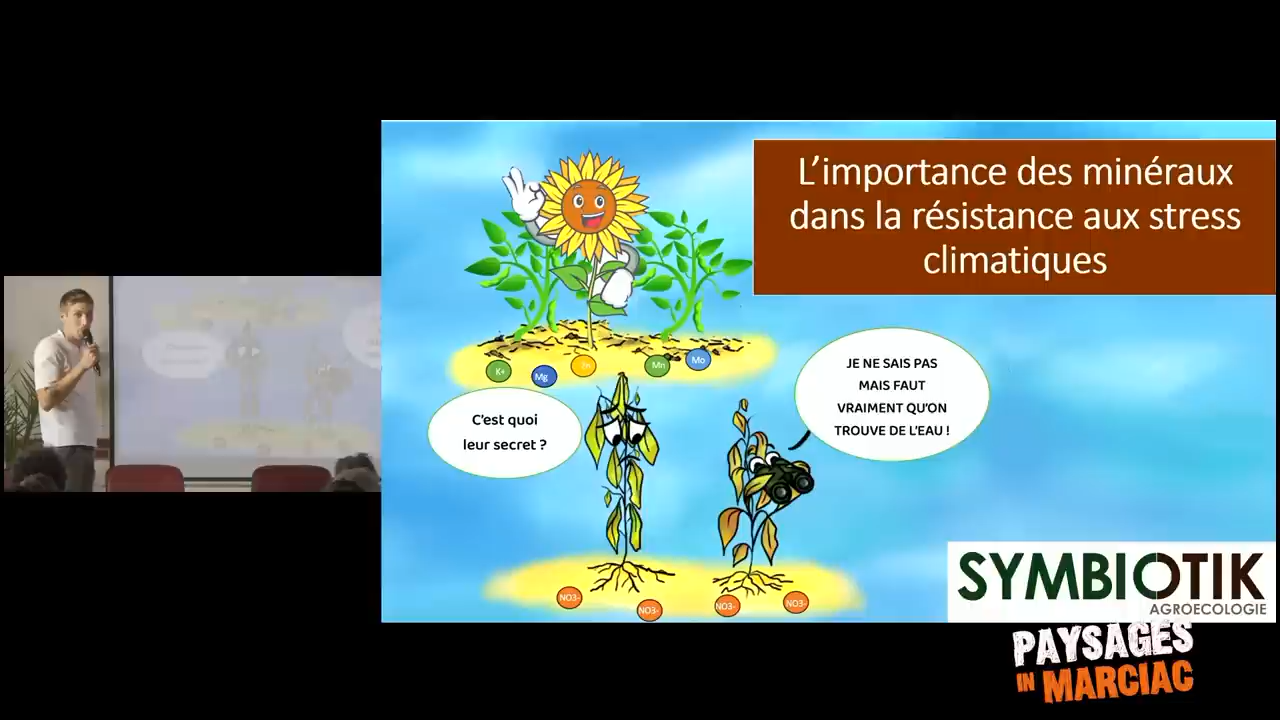 L'importance des minéraux
dans la résistance aux stress
climatiques
K+
Mg
Zn
Mn
Mo
C'est quoi
leur secret ?
JE NE SAIS PAS
MAIS FAUT
VRAIMENT QU'ON
TROUVE DE L'EAU !
NO3-
NO3-
NO3-
NO3-
SYMBIOTIK
AGROECOLOGIE
PAYSAGES
IN MARCIAC